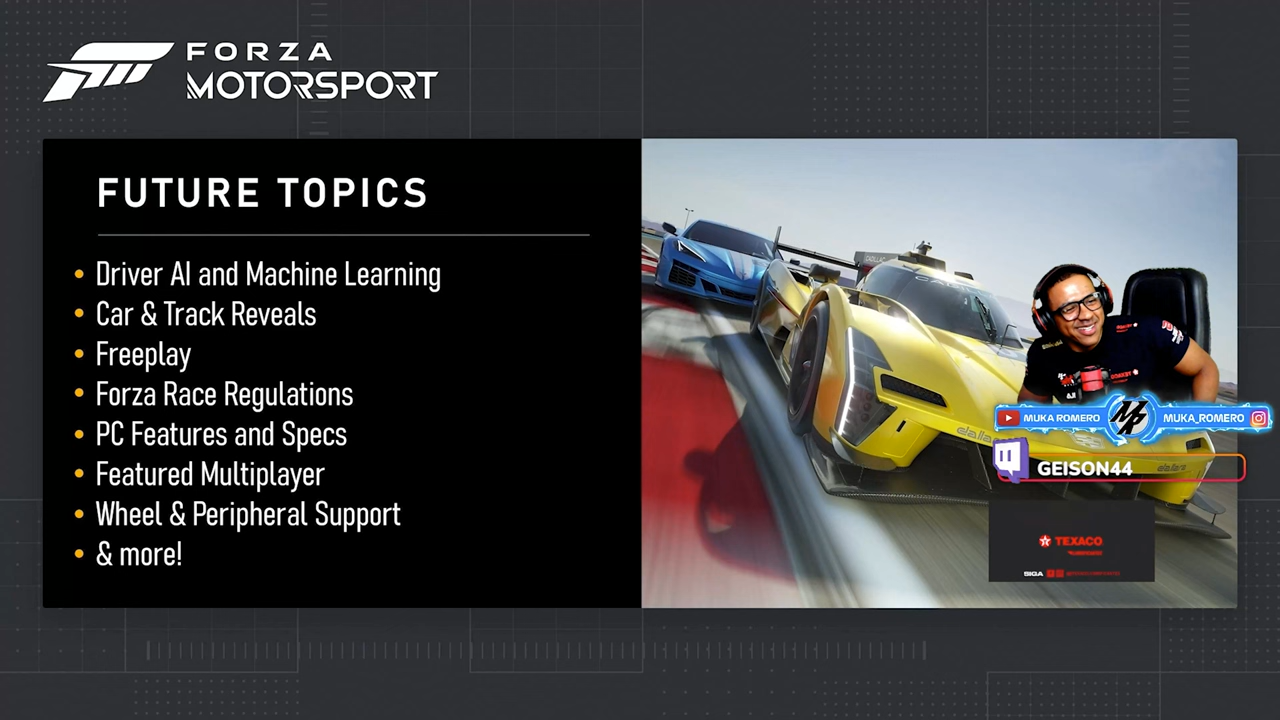 FORZA
MOTORSPORT
FUTURE TOPICS
• Driver AI and Machine Learning
• Car & Track Reveals
• Freeplay
• Forza Race Regulations
• PC Features and Specs
• Featured Multiplayer
• Wheel & Peripheral Support
• & more!
MUKA ROMERO
MUKA_ROMERO
GEISON44
TEXACO
SIGA